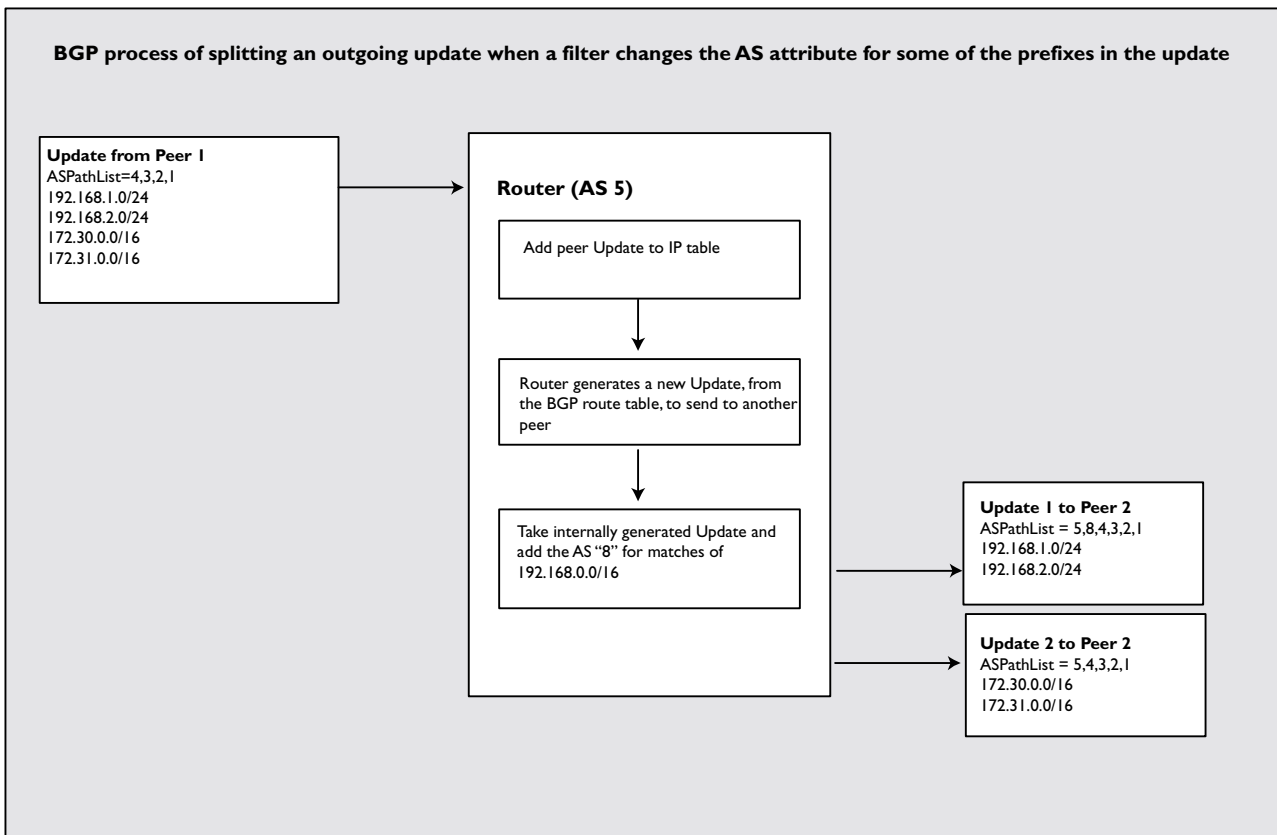 BGP process of splitting an outgoing update when a filter changes the AS attribute for some of the prefixes in the update
Update from Peer 1
ASPathList=4,3,2,1
192.168.1.0/24
192.168.2.0/24
172.30.0.0/16
172.31.0.0/16
Router (AS 5)
Add peer Update to IP table
Router generates a new Update, from
the BGP route table, to send to another
peer
Take internally generated Update and
add the AS “8” for matches of
192.168.0.0/16
Update 1 to Peer 2
ASPathList = 5,8,4,3,2,1
192.168.1.0/24
192.168.2.0/24
Update 2 to Peer 2
ASPathList = 5,4,3,2,1
172.30.0.0/16
172.31.0.0/16